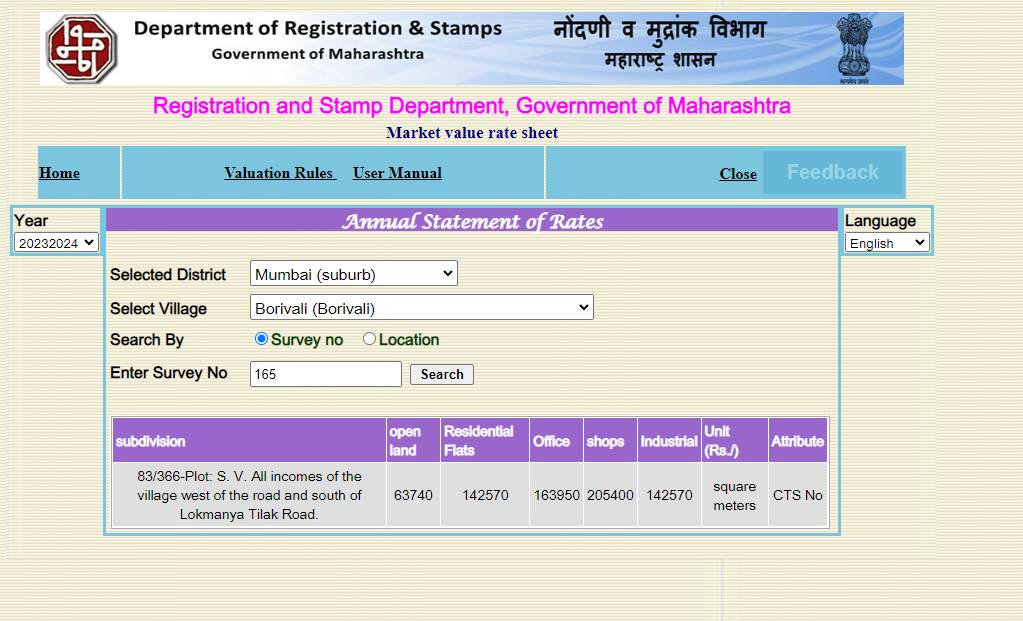 Department of Registration & Stamps
Government of Maharashtra
नोंदणी व मुद्रांक विभाग
महाराष्ट्र शासन
Registration and Stamp Department, Government of Maharashtra
Market value rate sheet
Home Valuation Rules User Manual Close Feedback
Year
20232024
Annual Statement of Rates
Language
English
Selected District Mumbai (suburb)
Select Village Borivali (Borivali)
Search By Survey no Location
Enter Survey No 165 Search
subdivision open land Residential Flats Office shops Industrial Unit (Rs./) Attribute
83/366-Plot: S. V. All incomes of the
village west of the road and south of
Lokmanya Tilak Road.
63740 142570 163950 205400 142570 square meters CTS No